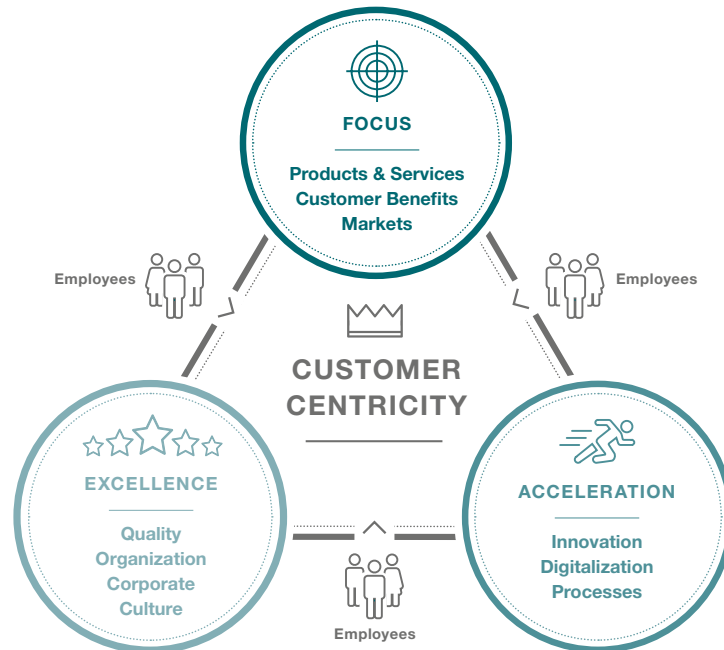 FOCUS
Products & Services
Customer Benefits
Markets
Employees
Employees
CUSTOMER
CENTRICITY
EXCELLENCE
Quality
Organization
Corporate
Culture
ACCELERATION
Innovation
Digitalization
Processes
Employees